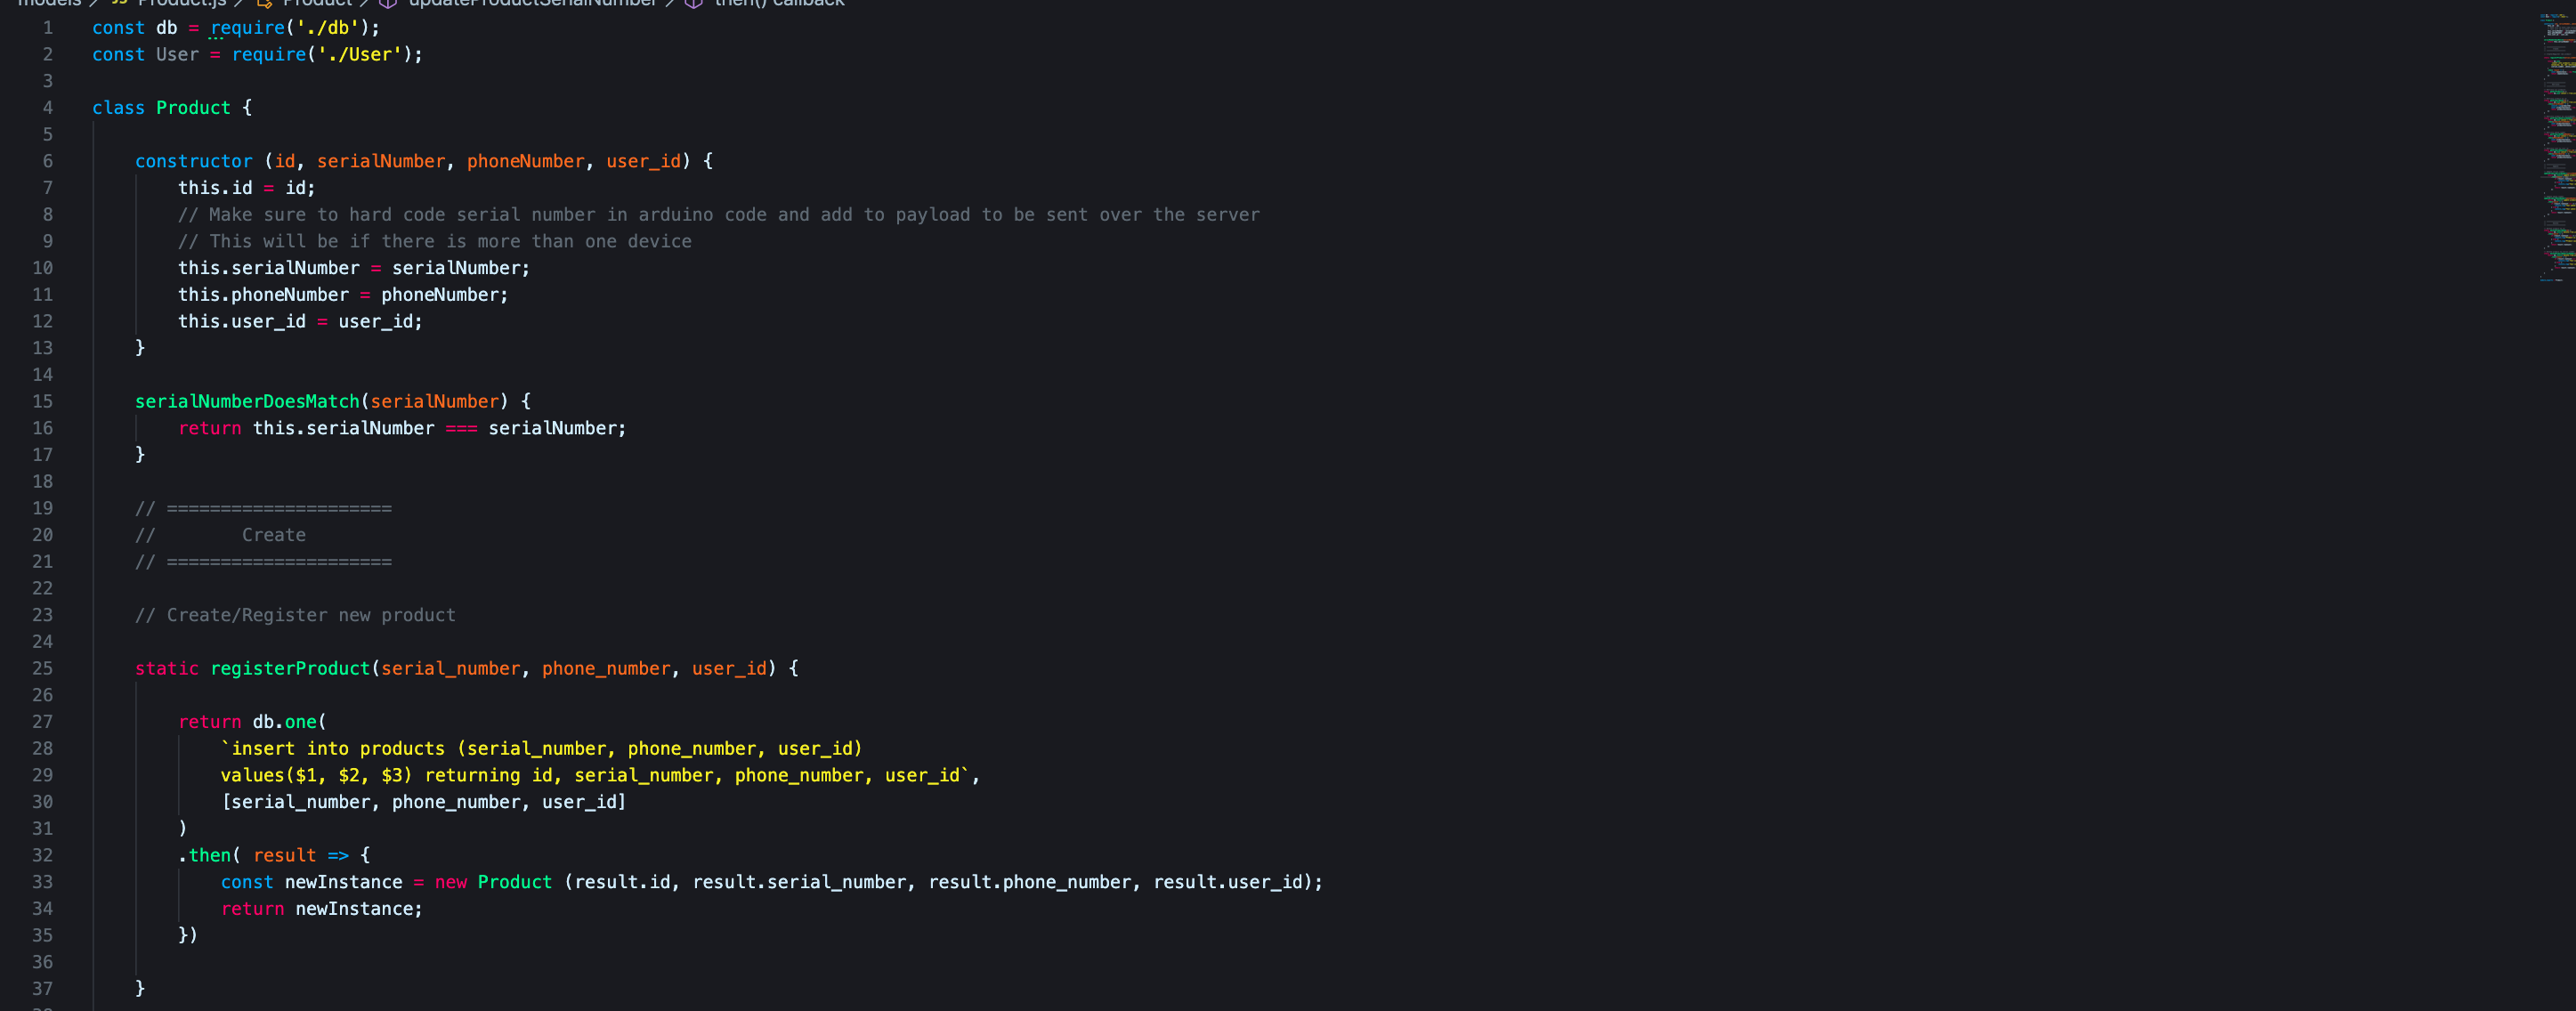 models > JS Product.js > Product > updateProductSerialNumber > then() callback
1 const db = require('./db');
2 const User = require('./User');
3
4 class Product {
5
6 constructor (id, serialNumber, phoneNumber, user_id) {
7 this.id = id;
8 // Make sure to hard code serial number in arduino code and add to payload to be sent over the server
9 // This will be if there is more than one device
10 this.serialNumber = serialNumber;
11 this.phoneNumber = phoneNumber;
12 this.user_id = user_id;
13 }
14
15 serialNumberDoesMatch(serialNumber) {
16 return this.serialNumber === serialNumber;
17 }
18
19 // =====================
20 // Create
21 // =====================
22
23 // Create/Register new product
24
25 static registerProduct(serial_number, phone_number, user_id) {
26
27 return db.one(
28 `insert into products (serial_number, phone_number, user_id)
29 values($1, $2, $3) returning id, serial_number, phone_number, user_id`,
30 [serial_number, phone_number, user_id]
31 )
32 .then( result => {
33 const newInstance = new Product (result.id, result.serial_number, result.phone_number, result.user_id);
34 return newInstance;
35 })
36
37 }